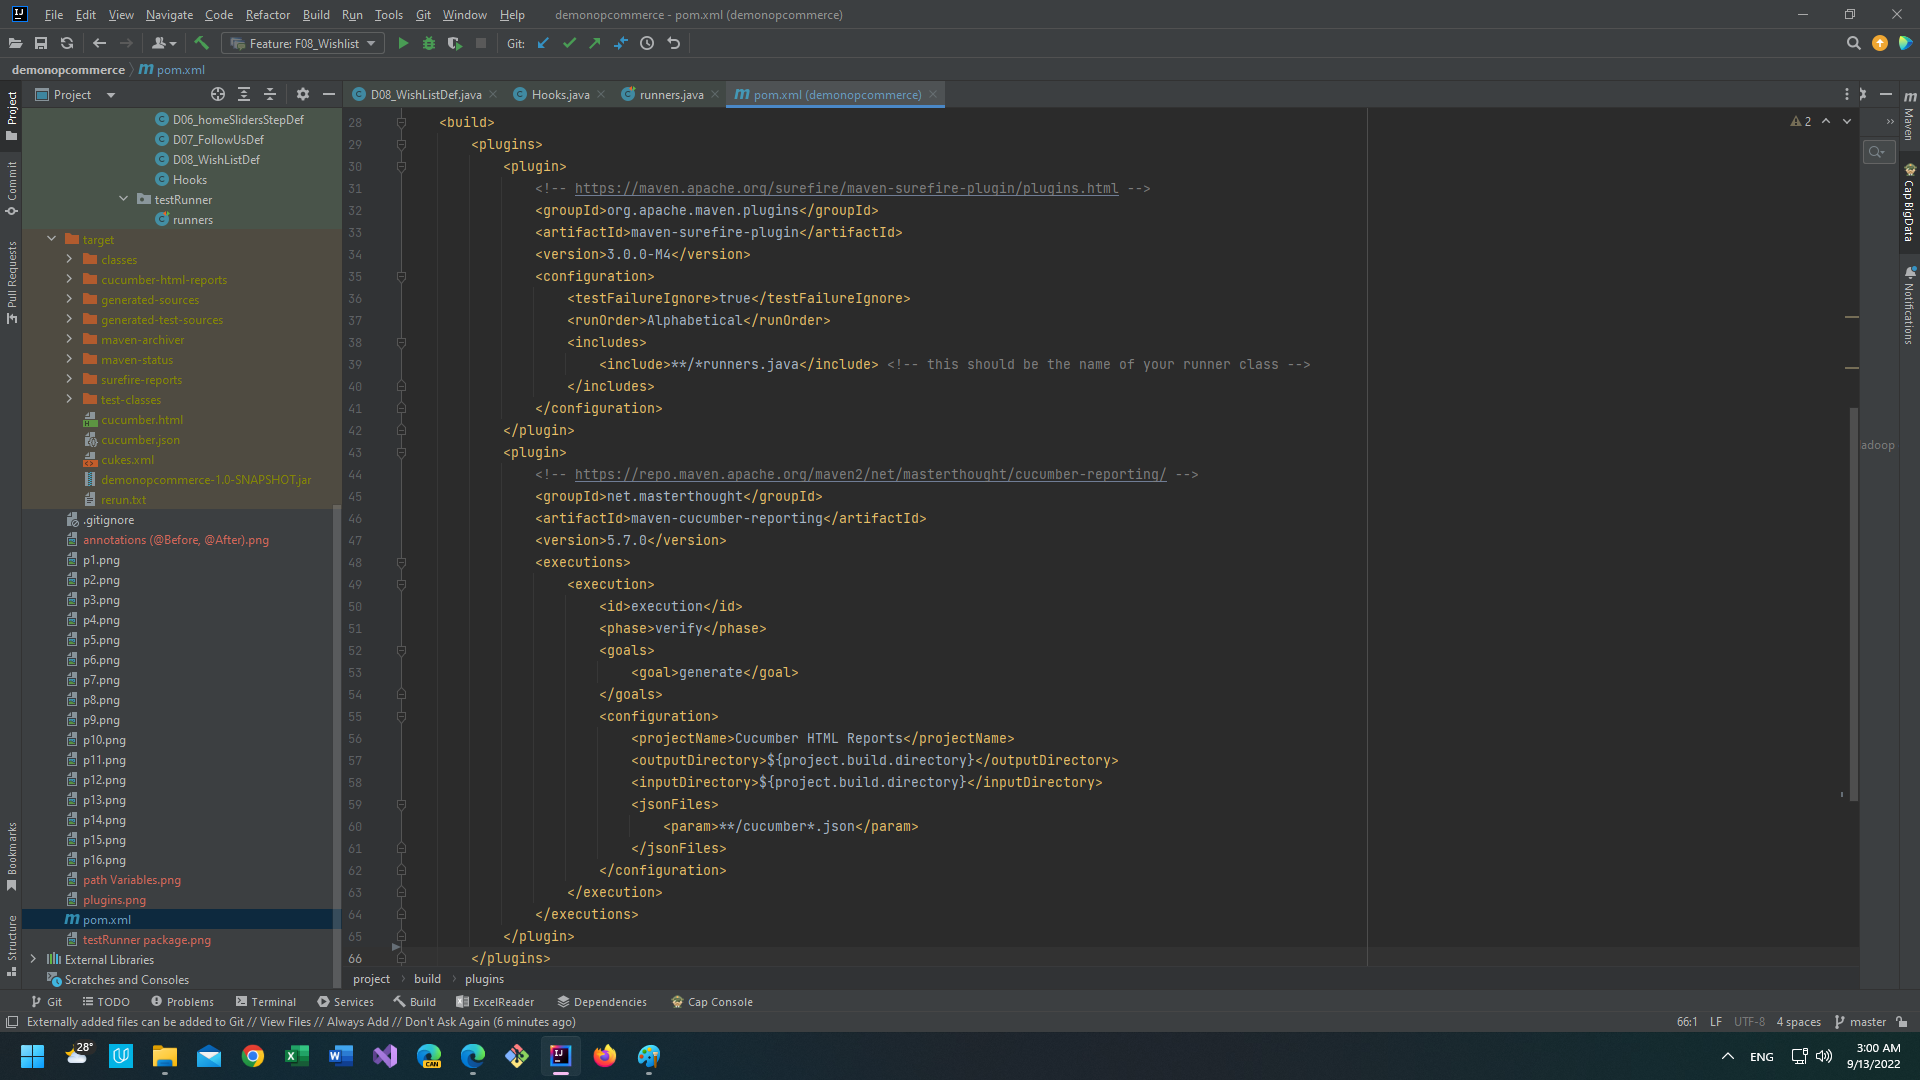 File Edit View Navigate Code Refactor Build Run Tools Git Window Help demonopcommerce - pom.xml (demonopcommerce)
Feature: F08_Wishlist Git:
demonopcommerce pom.xml
Project
D08_WishListDef.java Hooks.java runners.java pom.xml (demonopcommerce)
Project
Commit
Pull Requests
Bookmarks
Structure
D06_homeSlidersStepDef
D07_FollowUsDef
D08_WishListDef
Hooks
testRunner
runners
target
classes
cucumber-html-reports
generated-sources
generated-test-sources
maven-archiver
maven-status
surefire-reports
test-classes
cucumber.html
cucumber.json
cukes.xml
demonopcommerce-1.0-SNAPSHOT.jar
rerun.txt
.gitignore
annotations (@Before, @After).png
p1.png
p2.png
p3.png
p4.png
p5.png
p6.png
p7.png
p8.png
p9.png
p10.png
p11.png
p12.png
p13.png
p14.png
p15.png
p16.png
path Variables.png
plugins.png
pom.xml
testRunner package.png
External Libraries
Scratches and Consoles
28 <build>
29 <plugins>
30 <plugin>
31 <!-- https://maven.apache.org/surefire/maven-surefire-plugin/plugins.html -->
32 <groupId>org.apache.maven.plugins</groupId>
33 <artifactId>maven-surefire-plugin</artifactId>
34 <version>3.0.0-M4</version>
35 <configuration>
36 <testFailureIgnore>true</testFailureIgnore>
37 <runOrder>Alphabetical</runOrder>
38 <includes>
39 <include>**/*runners.java</include> <!-- this should be the name of your runner class -->
40 </includes>
41 </configuration>
42 </plugin>
43 <plugin>
44 <!-- https://repo.maven.apache.org/maven2/net/masterthought/cucumber-reporting/ -->
45 <groupId>net.masterthought</groupId>
46 <artifactId>maven-cucumber-reporting</artifactId>
47 <version>5.7.0</version>
48 <executions>
49 <execution>
50 <id>execution</id>
51 <phase>verify</phase>
52 <goals>
53 <goal>generate</goal>
54 </goals>
55 <configuration>
56 <projectName>Cucumber HTML Reports</projectName>
57 <outputDirectory>${project.build.directory}</outputDirectory>
58 <inputDirectory>${project.build.directory}</inputDirectory>
59 <jsonFiles>
60 <param>**/cucumber*.json</param>
61 </jsonFiles>
62 </configuration>
63 </execution>
64 </executions>
65 </plugin>
66 </plugins>
2
adoop
Maven
Cap BigData
Notifications
project build plugins
Git TODO Problems Terminal Services Build ExcelReader Dependencies Cap Console
Externally added files can be added to Git // View Files // Always Add // Don't Ask Again (6 minutes ago) 66:1 LF UTF-8 4 spaces master
28° CAN ENG 3:00 AM
9/13/2022